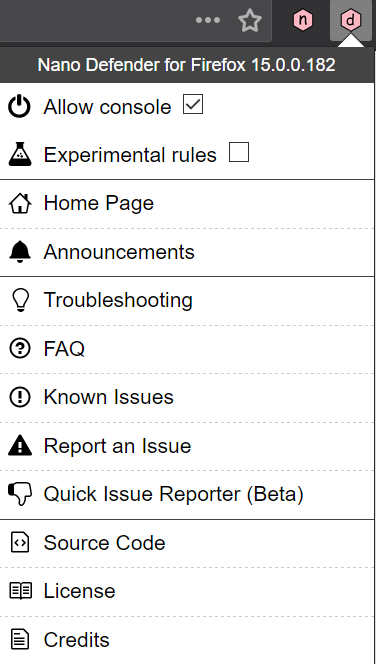 n
d
Nano Defender for Firefox 15.0.0.182
Allow console
Experimental rules
Home Page
Announcements
Troubleshooting
FAQ
Known Issues
Report an Issue
Quick Issue Reporter (Beta)
Source Code
License
Credits